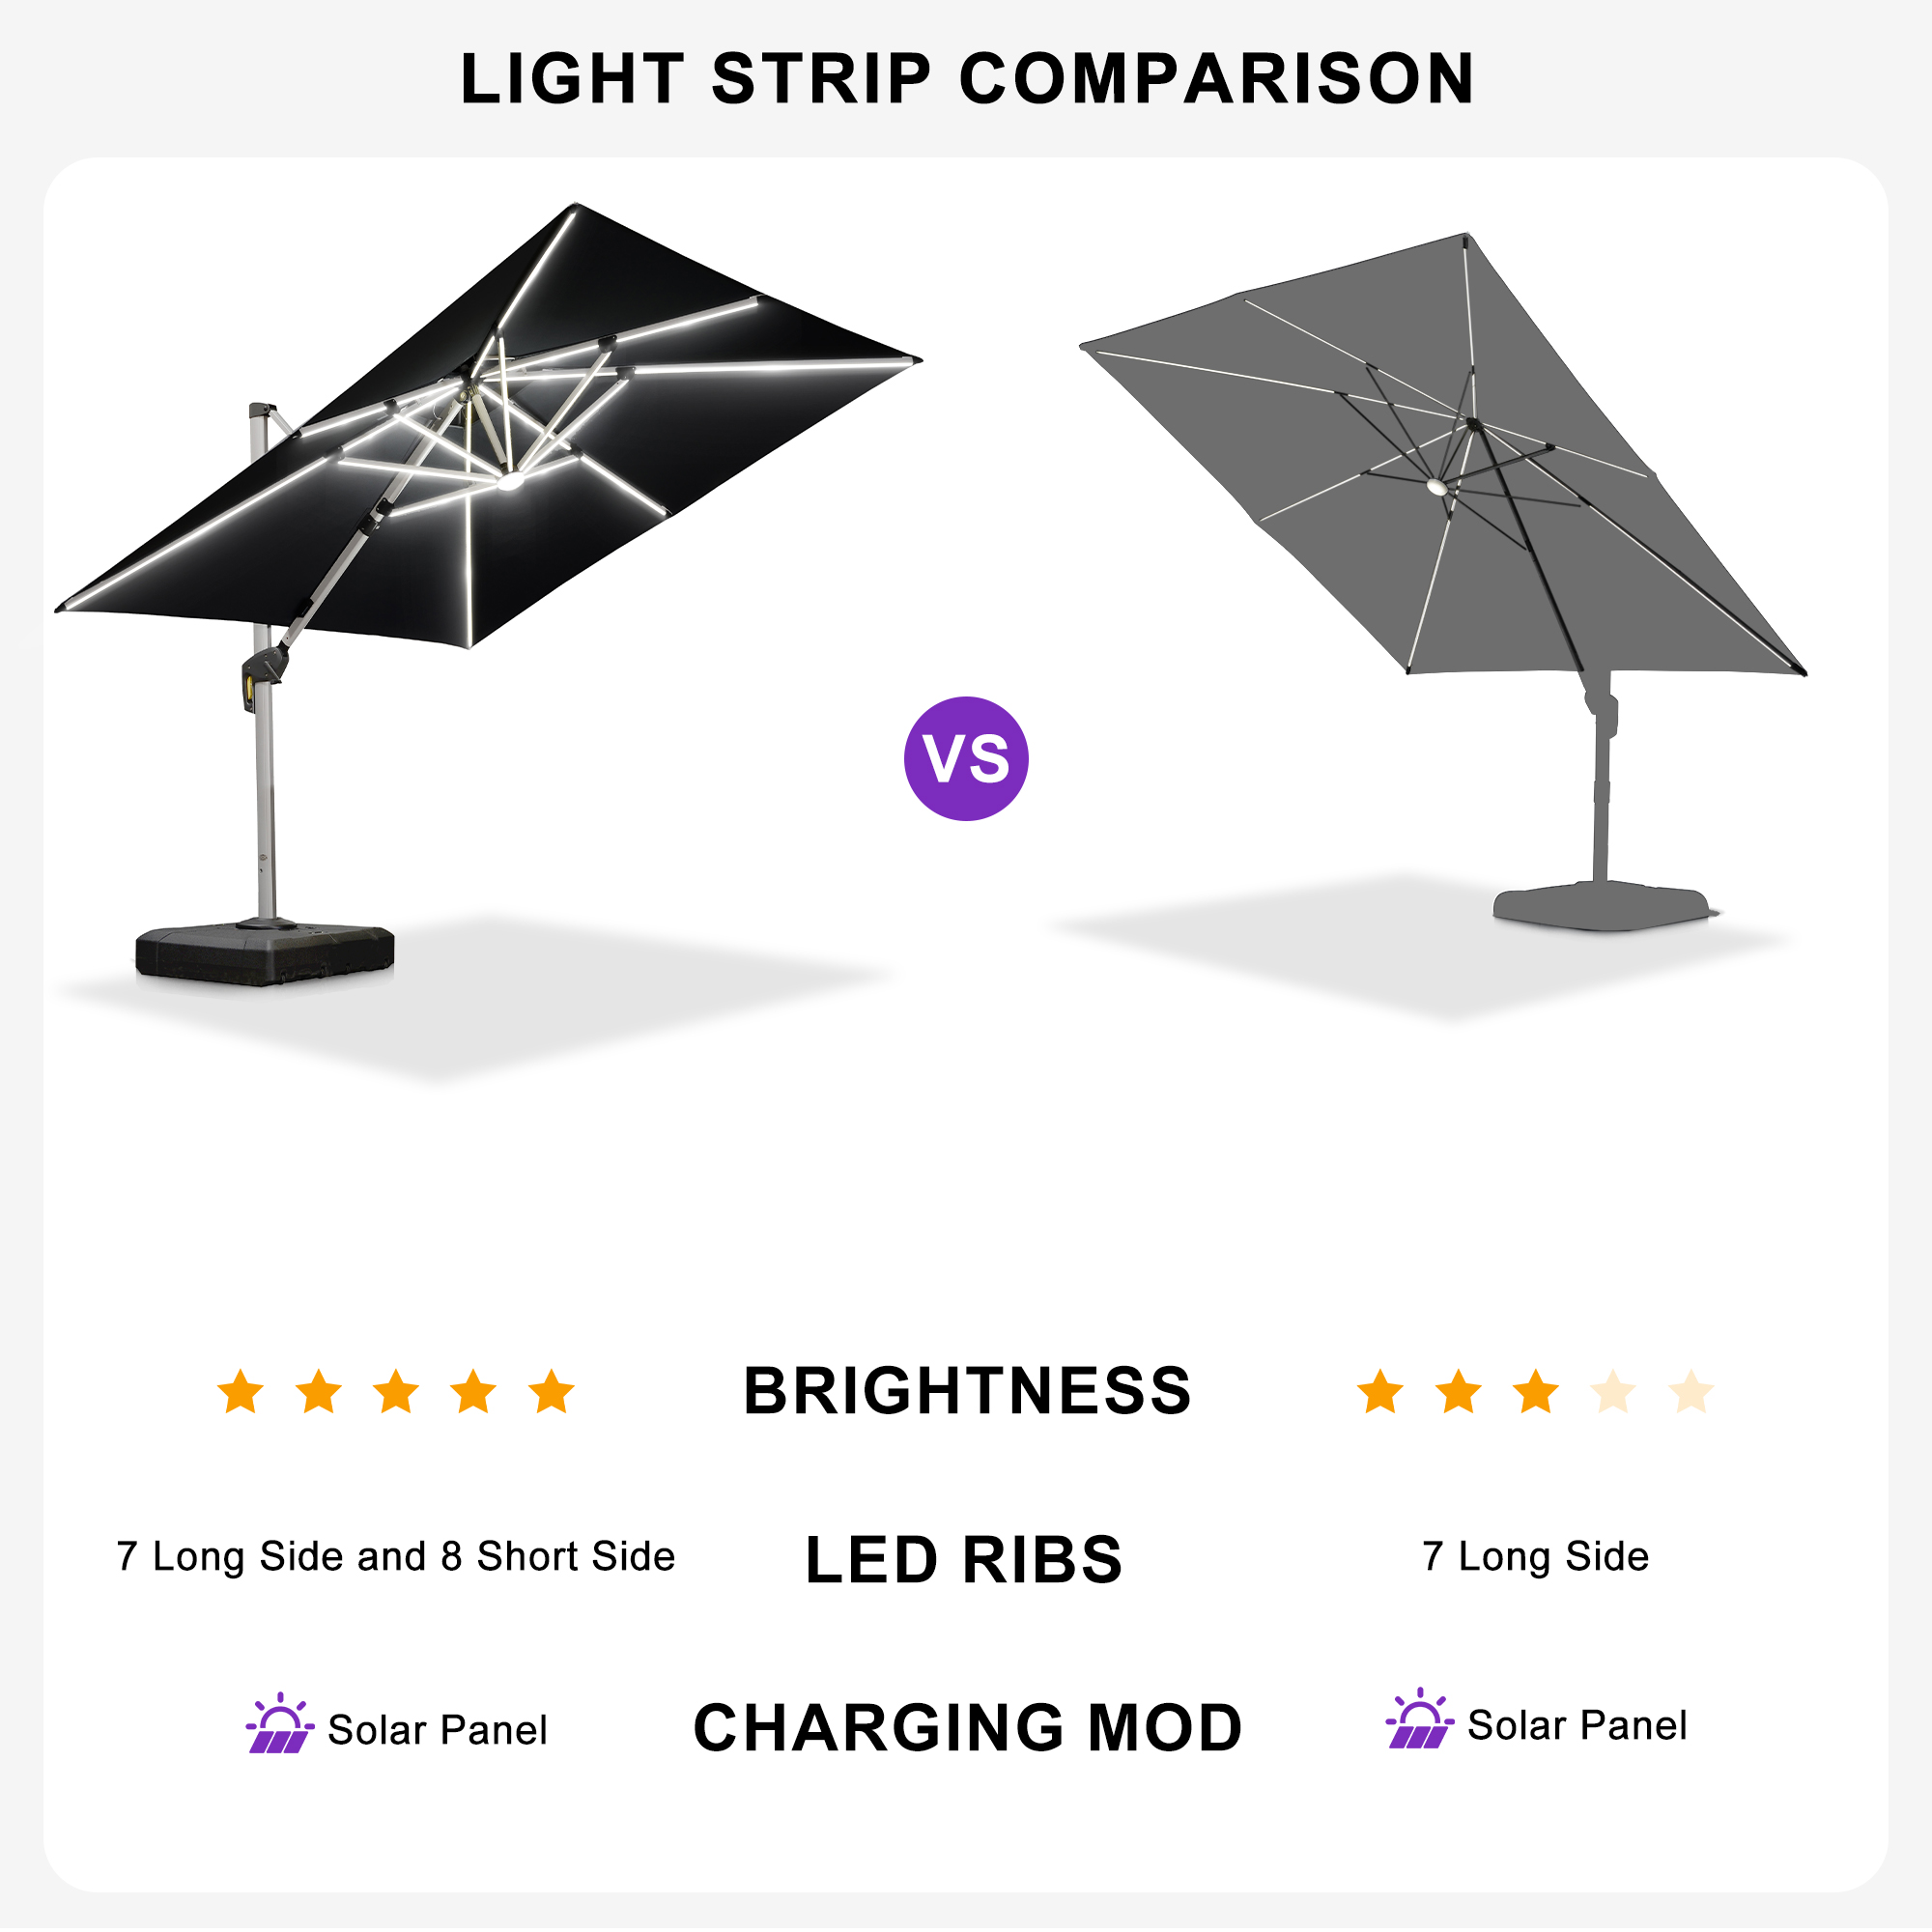 LIGHT STRIP COMPARISON
VS
BRIGHTNESS
7 Long Side and 8 Short Side
LED RIBS
7 Long Side
Solar Panel
CHARGING MOD
Solar Panel